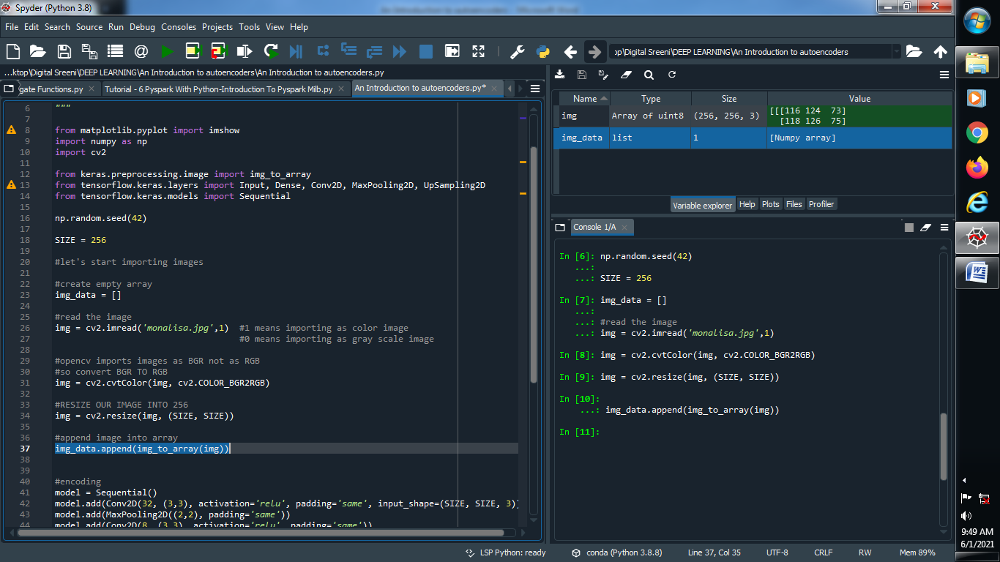 An Introduction to autoencoders - Microsoft Word
Spyder (Python 3.8)
File Edit Search Source Run Debug Consoles Projects Tools View Help
op\Digital Sreeni\DEEP LEARNING\An Introduction to autoencoders
...ktop\Digital Sreeni\DEEP LEARNING\An Introduction to autoencoders\An Introduction to autoencoders.py
gate Functions.py
Tutorial - 6 Pyspark With Python-Introduction To Pyspark Mlib.py
An Introduction to autoencoders.py*
6 """
7
8 from matplotlib.pyplot import imshow
9 import numpy as np
10 import cv2
11
12 from keras.preprocessing.image import img_to_array
13 from tensorflow.keras.layers import Input, Dense, Conv2D, MaxPooling2D, UpSampling2D
14 from tensorflow.keras.models import Sequential
15
16 np.random.seed(42)
17
18 SIZE = 256
19
20 #let's start importing images
21
22 #create empty array
23 img_data = []
24
25 #read the image
26 img = cv2.imread('monalisa.jpg',1) #1 means importing as color image
27 #0 means importing as gray scale image
28
29 #opencv imports images as BGR not as RGB
30 #so convert BGR TO RGB
31 img = cv2.cvtColor(img, cv2.COLOR_BGR2RGB)
32
33 #RESIZE OUR IMAGE INTO 256
34 img = cv2.resize(img, (SIZE, SIZE))
35
36 #append image into array
37 img_data.append(img_to_array(img))
38
39
40 #encoding
41 model = Sequential()
42 model.add(Conv2D(32, (3,3), activation='relu', padding='same', input_shape=(SIZE, SIZE, 3))
43 model.add(MaxPooling2D((2,2), padding='same'))
44 model.add(Conv2D(8, (3,3), activation='relu', padding='same'))
Name Type Size Value
img Array of uint8 (256, 256, 3) [[[116 124 73]
[118 126 75]
img_data list 1 [Numpy array]
Variable explorer Help Plots Files Profiler
Console 1/A
In [6]: np.random.seed(42)
...:
...: SIZE = 256
In [7]: img_data = []
...:
...: #read the image
...: img = cv2.imread('monalisa.jpg',1)
In [8]: img = cv2.cvtColor(img, cv2.COLOR_BGR2RGB)
In [9]: img = cv2.resize(img, (SIZE, SIZE))
In [10]:
...: img_data.append(img_to_array(img))
In [11]:
LSP Python: ready
conda (Python 3.8.8)
Line 37, Col 35
UTF-8
CRLF
RW
Mem 89%
9:49 AM
6/1/2021